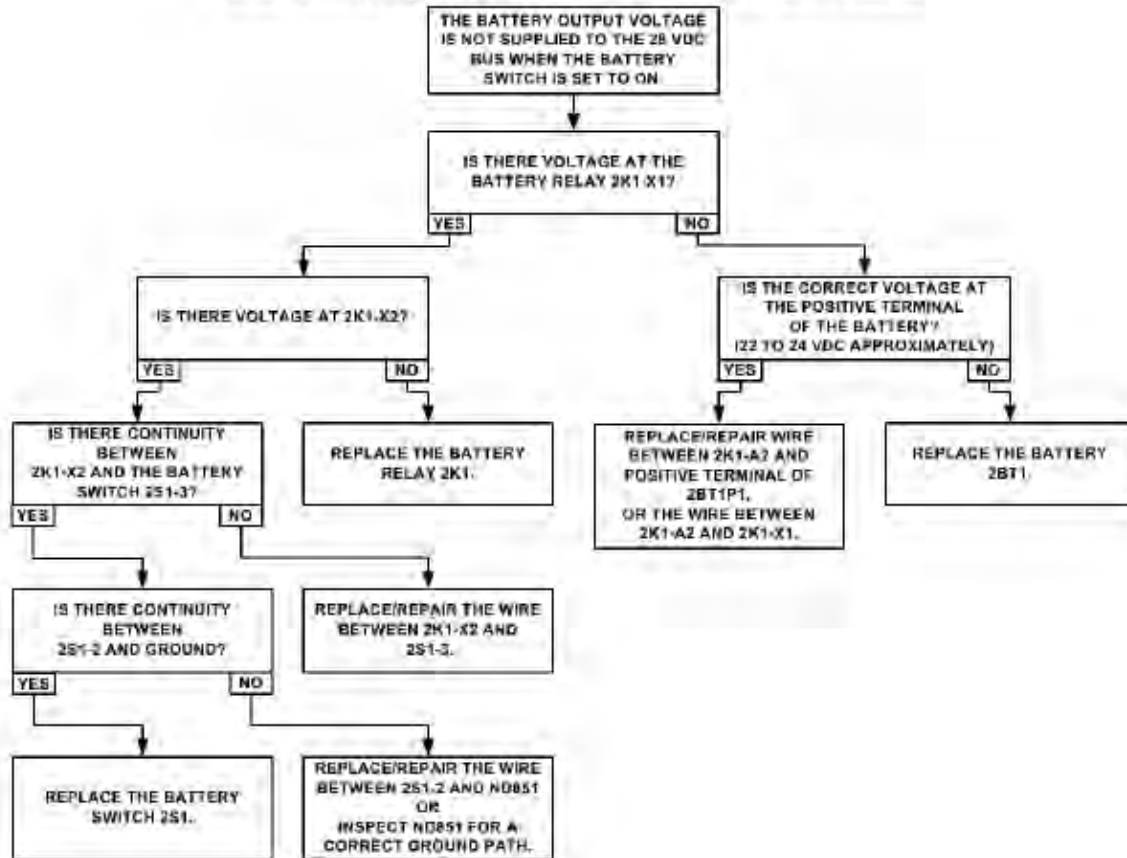 THE BATTERY OUTPUT VOLTAGE
IS NOT SUPPLIED TO THE 28 VDC
BUS WHEN THE BATTERY
SWITCH IS SET TO ON
IS THERE VOLTAGE AT THE
BATTERY RELAY 2K1-X1?
YES
NO
IS THERE VOLTAGE AT 2K1-X2?
YES
NO
IS THE CORRECT VOLTAGE AT
THE POSITIVE TERMINAL
OF THE BATTERY?
(22 TO 24 VDC APPROXIMATELY)
YES
NO
IS THERE CONTINUITY
BETWEEN
2K1-X2 AND THE BATTERY
SWITCH 2S1-3?
YES
NO
REPLACE THE BATTERY
RELAY 2K1.
REPLACE/REPAIR WIRE
BETWEEN 2K1-A2 AND
POSITIVE TERMINAL OF
2BT1P1.
OR THE WIRE BETWEEN
2K1-A2 AND 2K1-X1.
REPLACE THE BATTERY
2BT1.
IS THERE CONTINUITY
BETWEEN
2S1-2 AND GROUND?
YES
NO
REPLACE/REPAIR THE WIRE
BETWEEN 2K1-X2 AND
2S1-3.
REPLACE THE BATTERY
SWITCH 2S1.
REPLACE/REPAIR THE WIRE
BETWEEN 2S1-2 AND ND851
OR
INSPECT ND851 FOR A
CORRECT GROUND PATH.